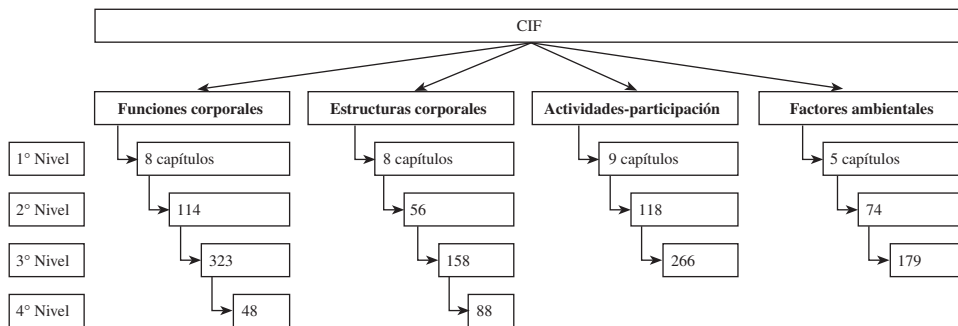 CIF
Funciones corporales
Estructuras corporales
Actividades-participación
Factores ambientales
1° Nivel
8 capítulos
8 capítulos
9 capítulos
5 capítulos
2° Nivel
114
56
118
74
3° Nivel
323
158
266
179
4° Nivel
48
88